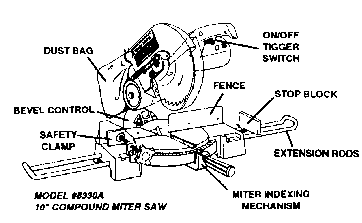 DUST BAG
ON/OFF
TIGGER
SWITCH
FENCE
STOP BLOCK
BEVEL CONTROL
SAFETY
CLAMP
EXTENSION RODS
MITER INDEXING
MECHANISM
MODEL #8330A
10" COMPOUND MITER SAW